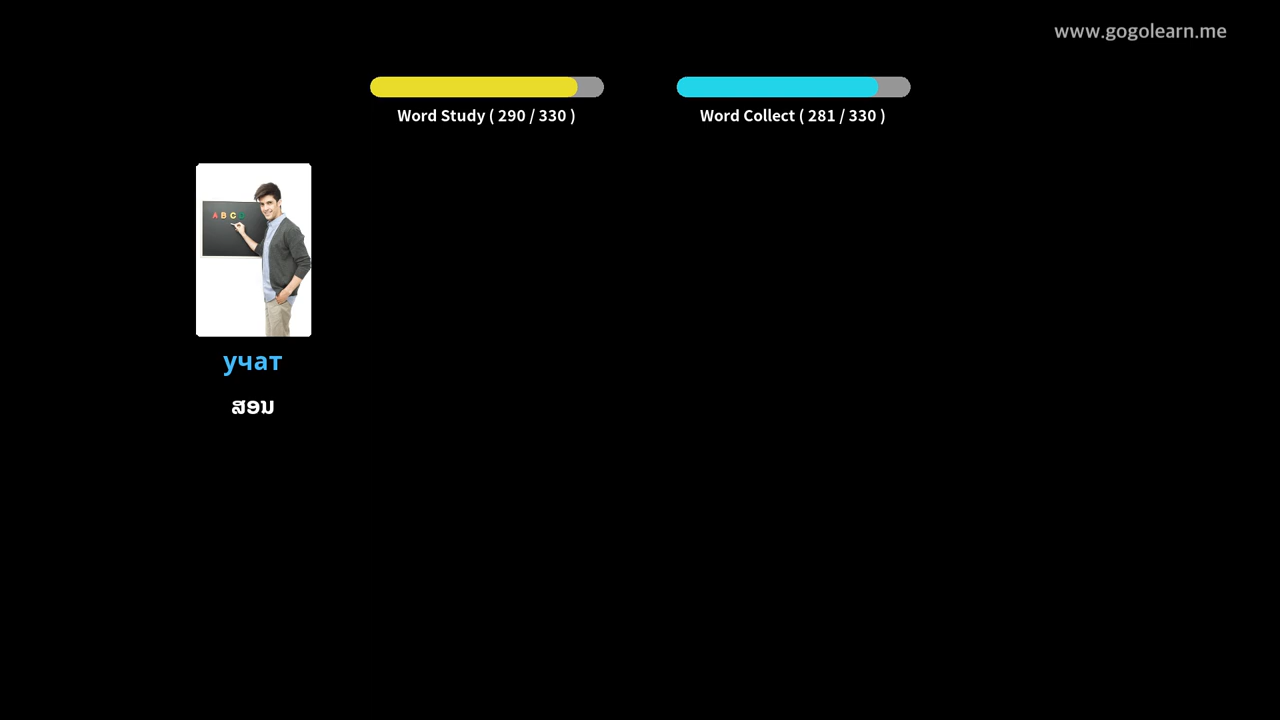 www.gogolearn.me
Word Study ( 290 / 330 )
Word Collect ( 281 / 330 )
A B C D
учат
ສອນ